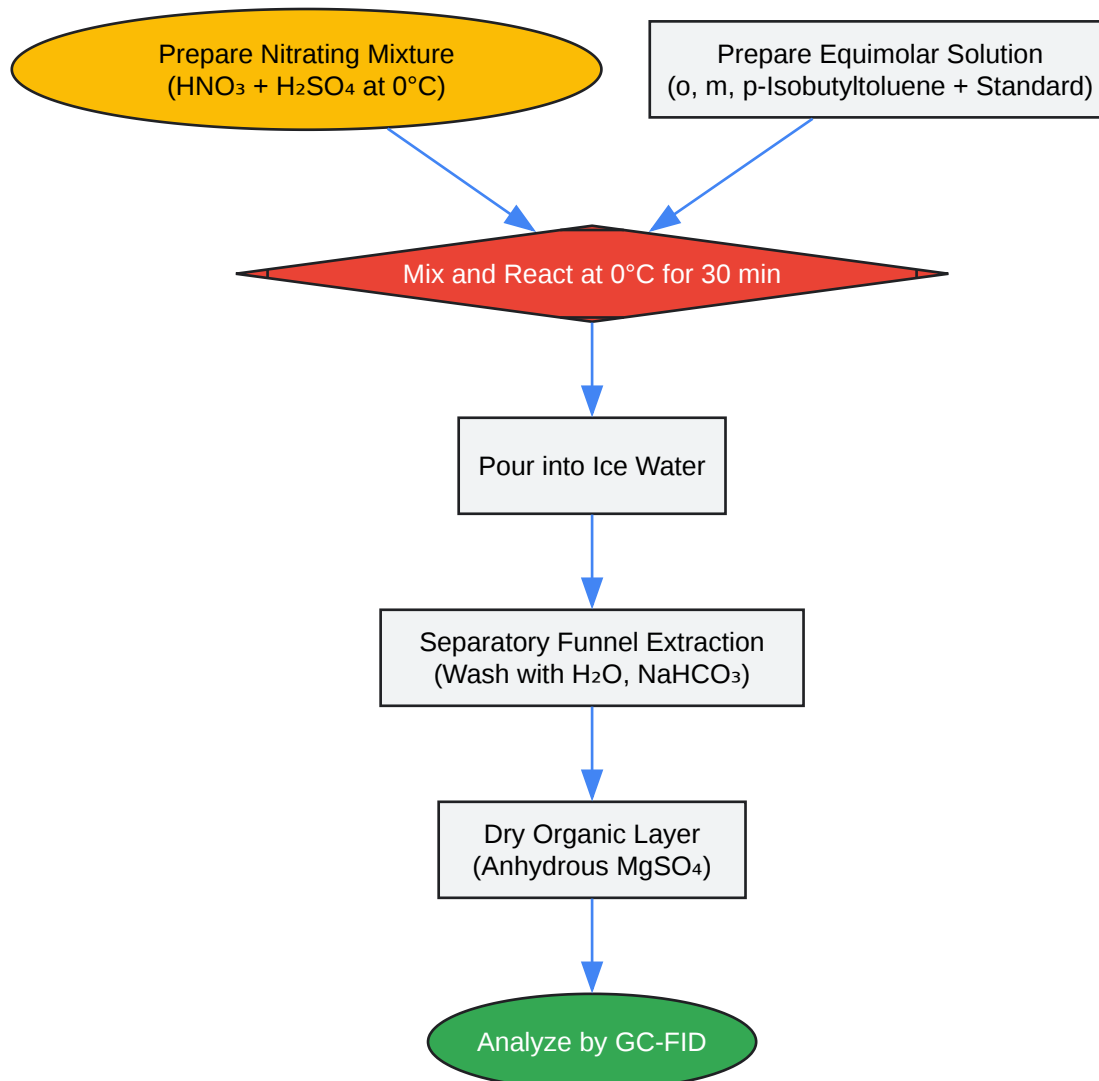 Prepare Nitrating Mixture
(HNO₃ + H₂SO₄ at 0°C)
Prepare Equimolar Solution
(o, m, p-Isobutyltoluene + Standard)
Mix and React at 0°C for 30 min
Pour into Ice Water
Separatory Funnel Extraction
(Wash with H₂O, NaHCO₃)
Dry Organic Layer
(Anhydrous MgSO₄)
Analyze by GC-FID